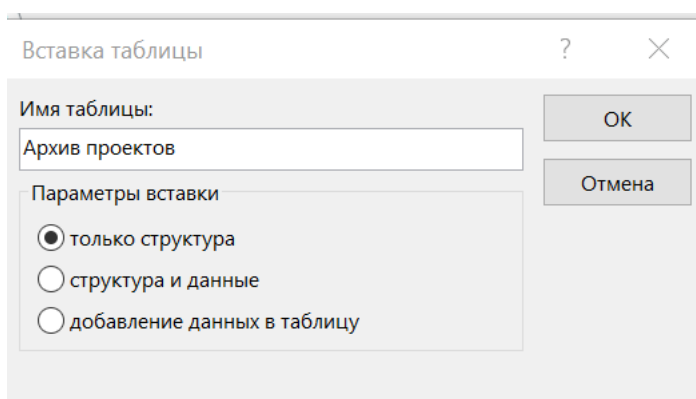 Вставка таблицы ?
Имя таблицы:
OK
Архив проектов
Отмена
Параметры вставки
только структура
структура и данные
добавление данных в таблицу